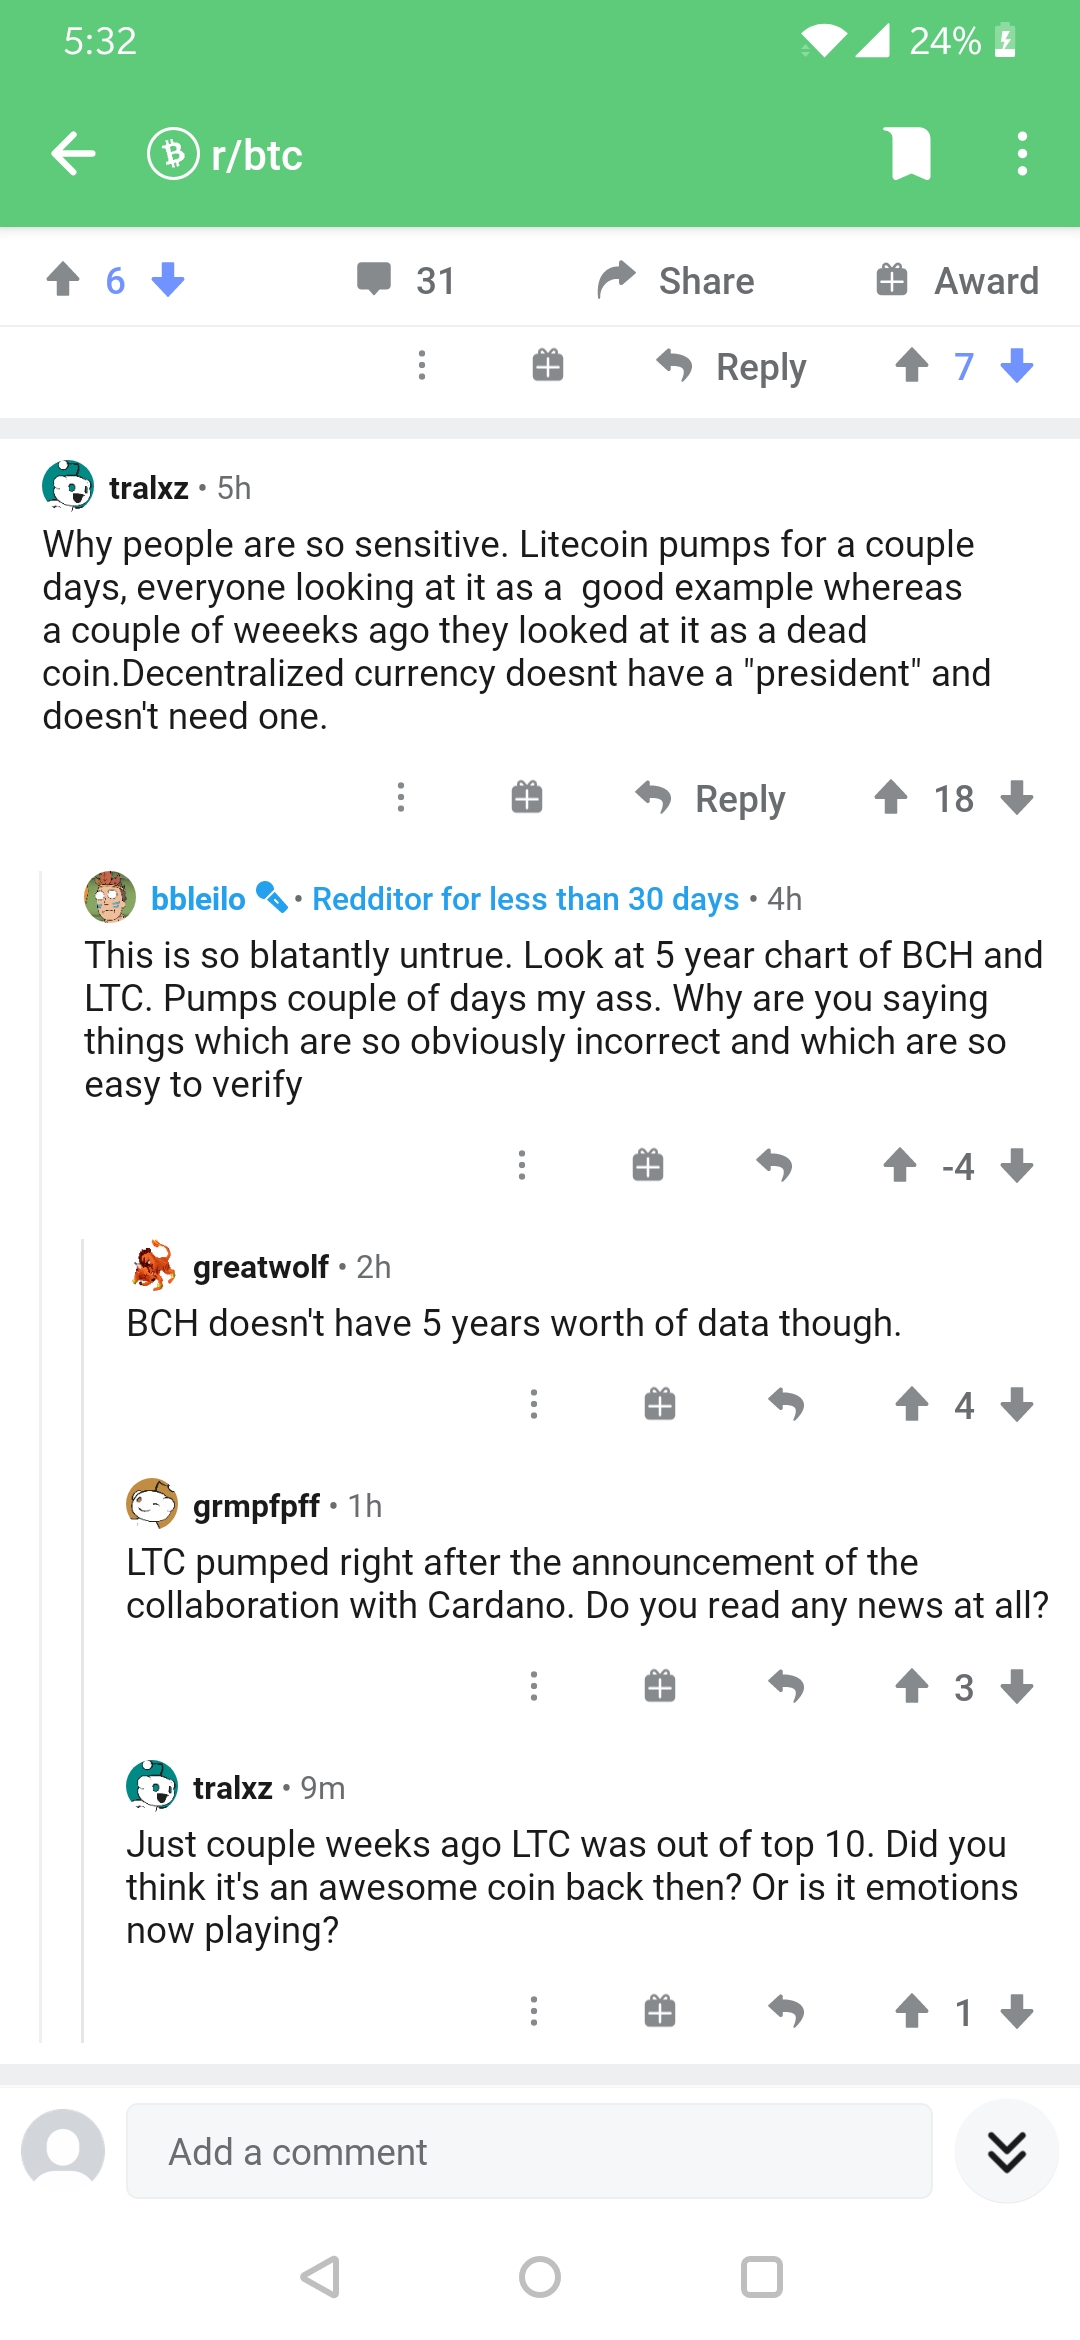 5:32
24%
r/btc
6
31
Share
Award
Reply
7
tralxz • 5h
Why people are so sensitive. Litecoin pumps for a couple
days, everyone looking at it as a  good example whereas
a couple of weeeks ago they looked at it as a dead
coin.Decentralized currency doesnt have a "president" and
doesn't need one.
Reply
18
bbleilo • Redditor for less than 30 days • 4h
This is so blatantly untrue. Look at 5 year chart of BCH and
LTC. Pumps couple of days my ass. Why are you saying
things which are so obviously incorrect and which are so
easy to verify
-4
greatwolf • 2h
BCH doesn't have 5 years worth of data though.
4
grmpfpff • 1h
LTC pumped right after the announcement of the
collaboration with Cardano. Do you read any news at all?
3
tralxz • 9m
Just couple weeks ago LTC was out of top 10. Did you
think it's an awesome coin back then? Or is it emotions
now playing?
1
Add a comment